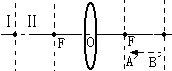 I II
F O F
A′ B′